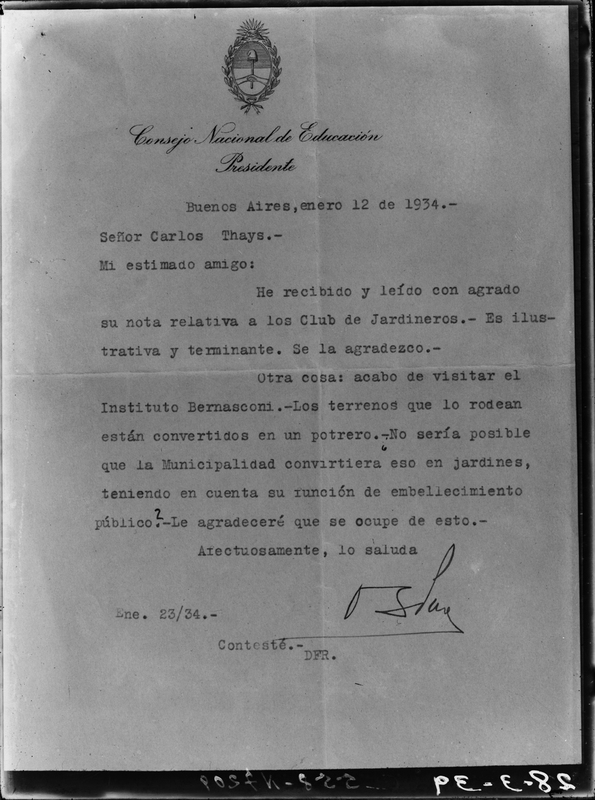 Consejo Nacional de Educación
Presidente
Buenos Aires,enero 12 de 1934.-
Señor Carlos Thays.-
Mi estimado amigo:
He recibido y leído con agrado
su nota relativa a los Club de Jardineros.- Es ilus-
trativa y terminante. Se la agradezco.-
Otra cosa: acabo de visitar el
Instituto Bernasconi.-Los terrenos que lo rodean
están convertidos en un potrero.-¿No sería posible
que la Municipalidad convirtiera eso en jardines,
teniendo en cuenta su función de embellecimiento
público?-Le agradeceré que se ocupe de esto.-
Afectuosamente, lo saluda
Ene. 23/34.-
Contesté.-
DFR.
28-3-39